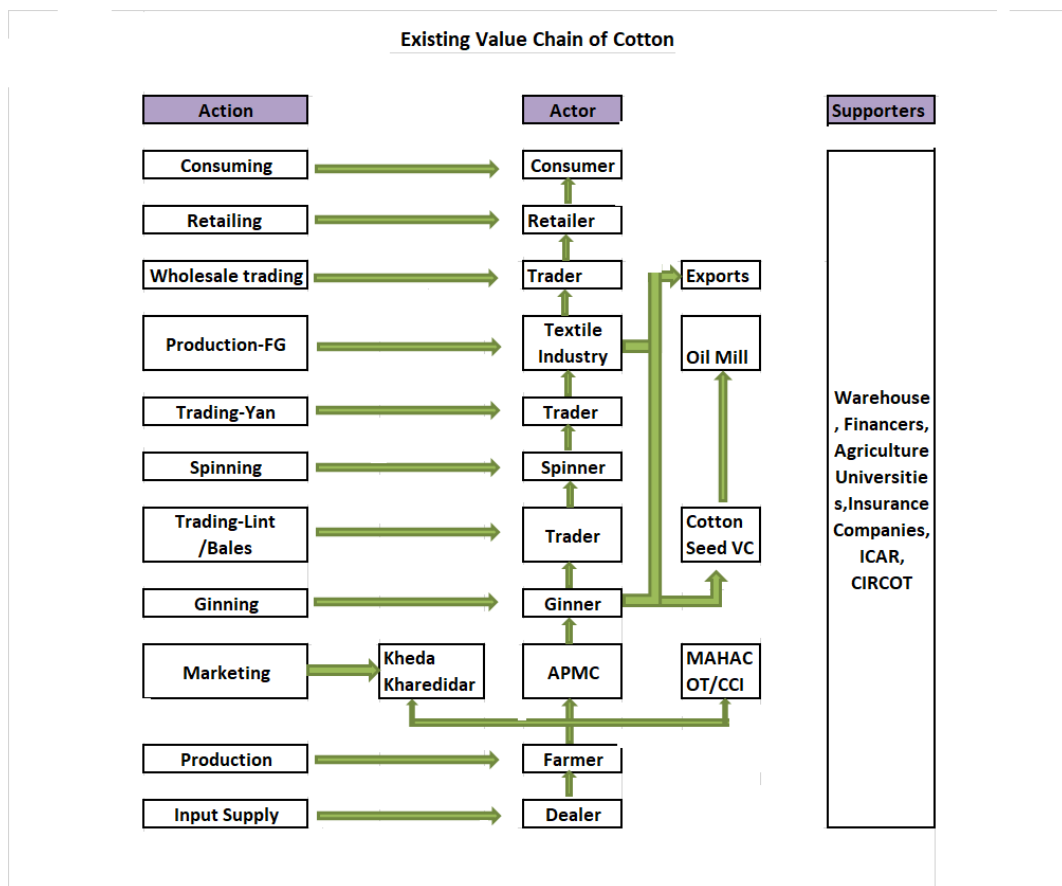 Existing Value Chain of Cotton
Action
Actor
Supporters
Consuming
Consumer
Retailing
Retailer
Wholesale trading
Trader
Exports
Production-FG
Textile
Industry
Oil Mill
Trading-Yan
Trader
Spinning
Spinner
Trading-Lint
/Bales
Trader
Cotton
Seed VC
Ginning
Ginner
Marketing
Kheda
Kharedidar
APMC
MAHAC
OT/CCI
Production
Farmer
Input Supply
Dealer
Warehouse
, Financers,
Agriculture
Universitie
s,Insurance
Companies,
ICAR,
CIRCOT